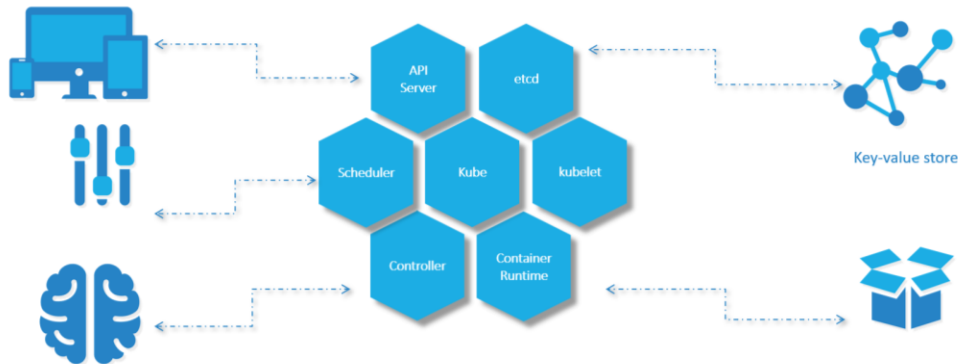 API
Server
etcd
Scheduler
Kube
kubelet
Key-value store
Controller
Container
Runtime